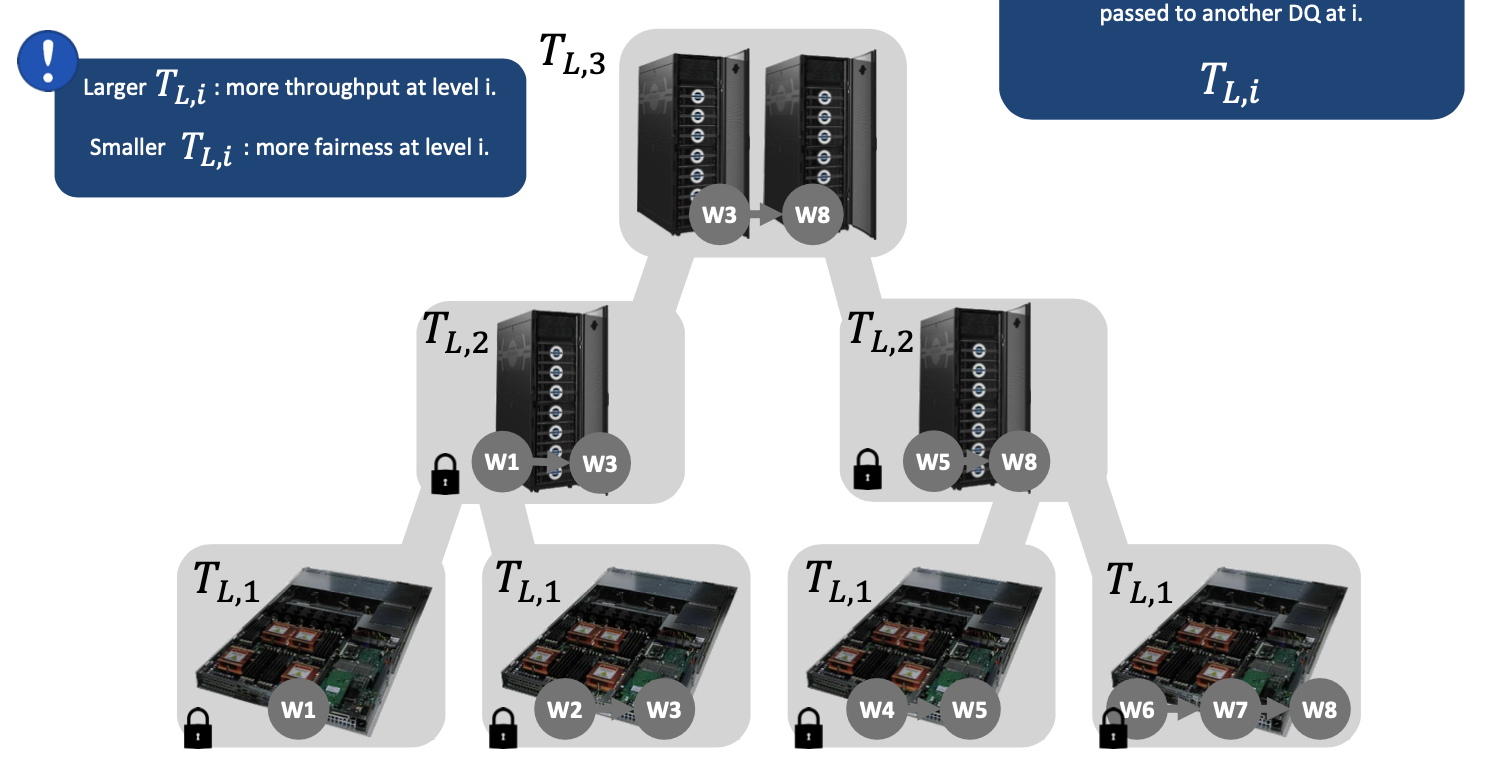 passed to another DQ at i.
T_{L,i}
!
Larger T_{L,i} : more throughput at level i.
Smaller T_{L,i} : more fairness at level i.
T_{L,3}
W3 W8
T_{L,2}
W1 W3
T_{L,2}
W5 W8
T_{L,1}
W1
T_{L,1}
W2 W3
T_{L,1}
W4 W5
T_{L,1}
W6 W7 W8